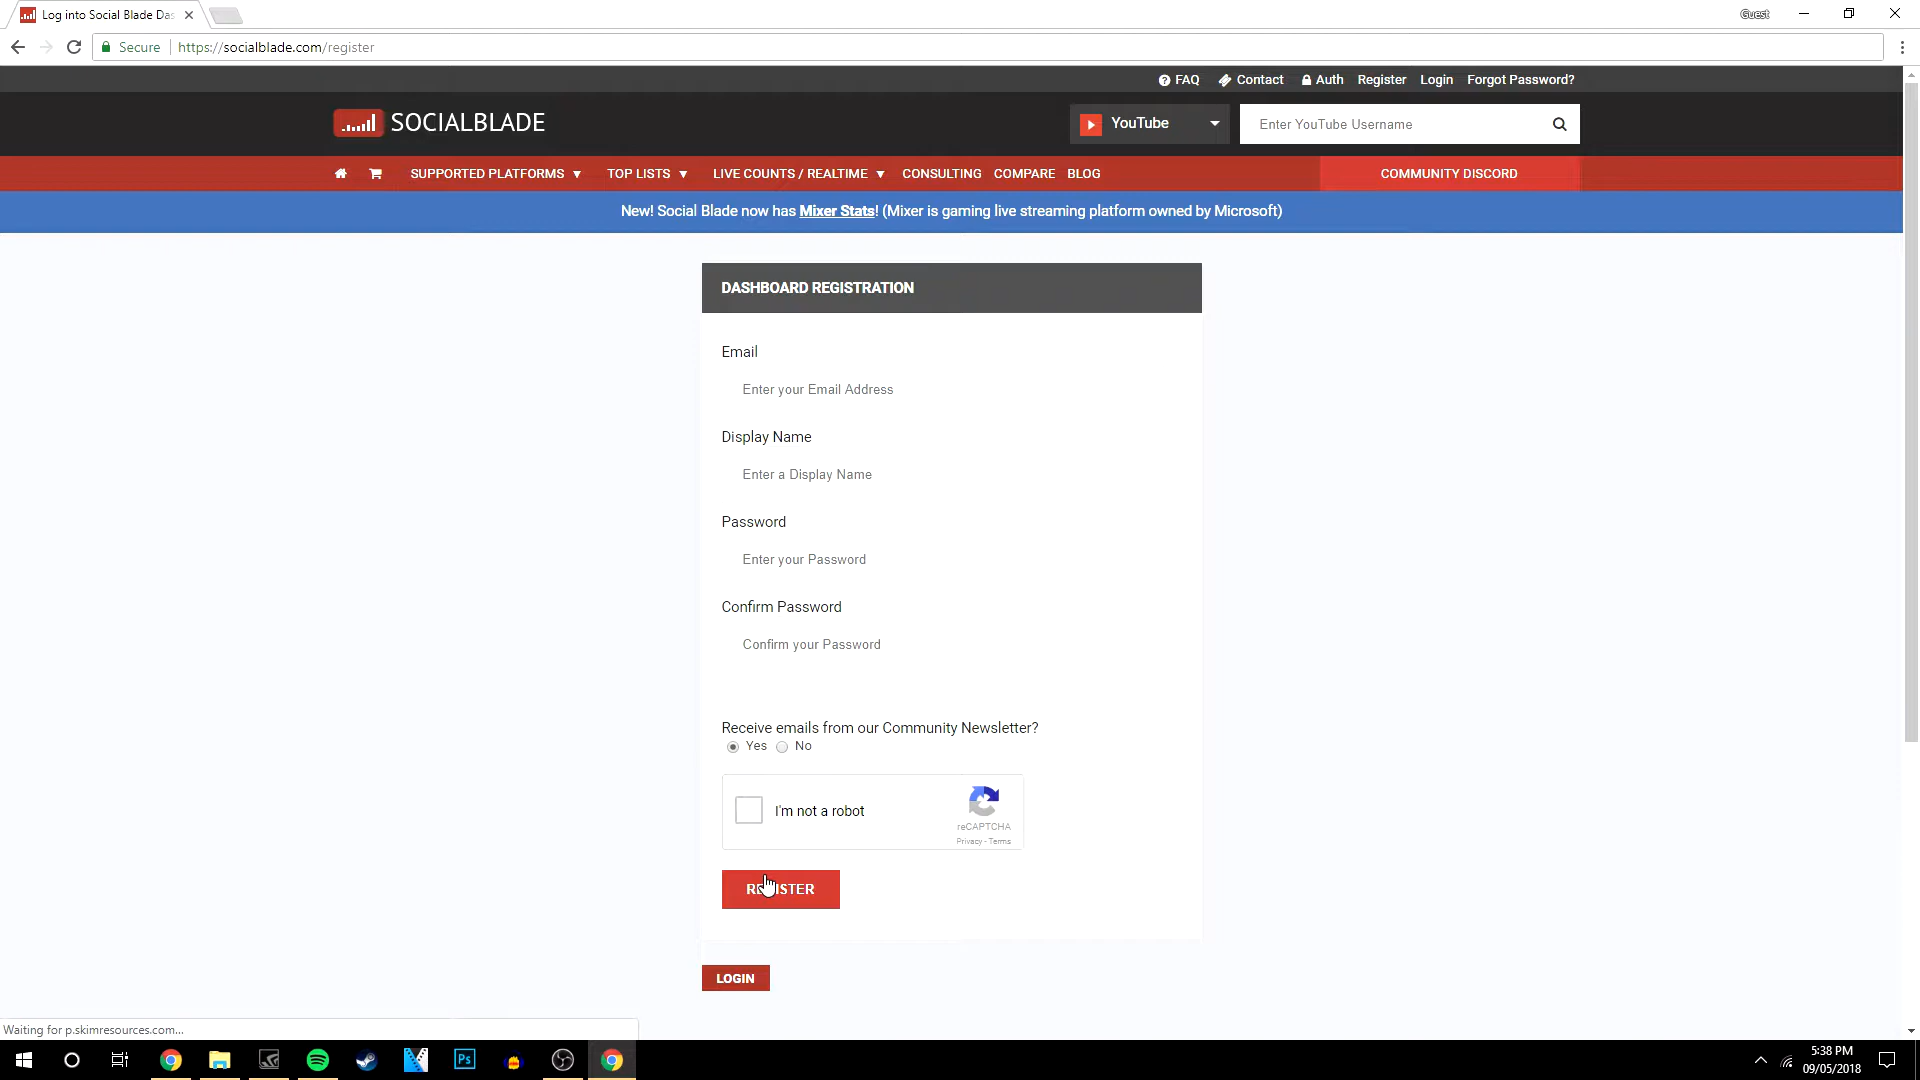 Log into Social Blade Das
Guest
Secure
https://socialblade.com/register
FAQ
Contact
Auth
Register
Login
Forgot Password?
SOCIALBLADE
YouTube
Enter YouTube Username
SUPPORTED PLATFORMS
TOP LISTS
LIVE COUNTS / REALTIME
CONSULTING
COMPARE
BLOG
COMMUNITY DISCORD
New! Social Blade now has Mixer Stats! (Mixer is gaming live streaming platform owned by Microsoft)
DASHBOARD REGISTRATION
Email
Enter your Email Address
Display Name
Enter a Display Name
Password
Enter your Password
Confirm Password
Confirm your Password
Receive emails from our Community Newsletter?
Yes
No
I'm not a robot
reCAPTCHA
Privacy - Terms
REGISTER
LOGIN
Waiting for p.skimresources.com...
Ps
5:38 PM
09/05/2018